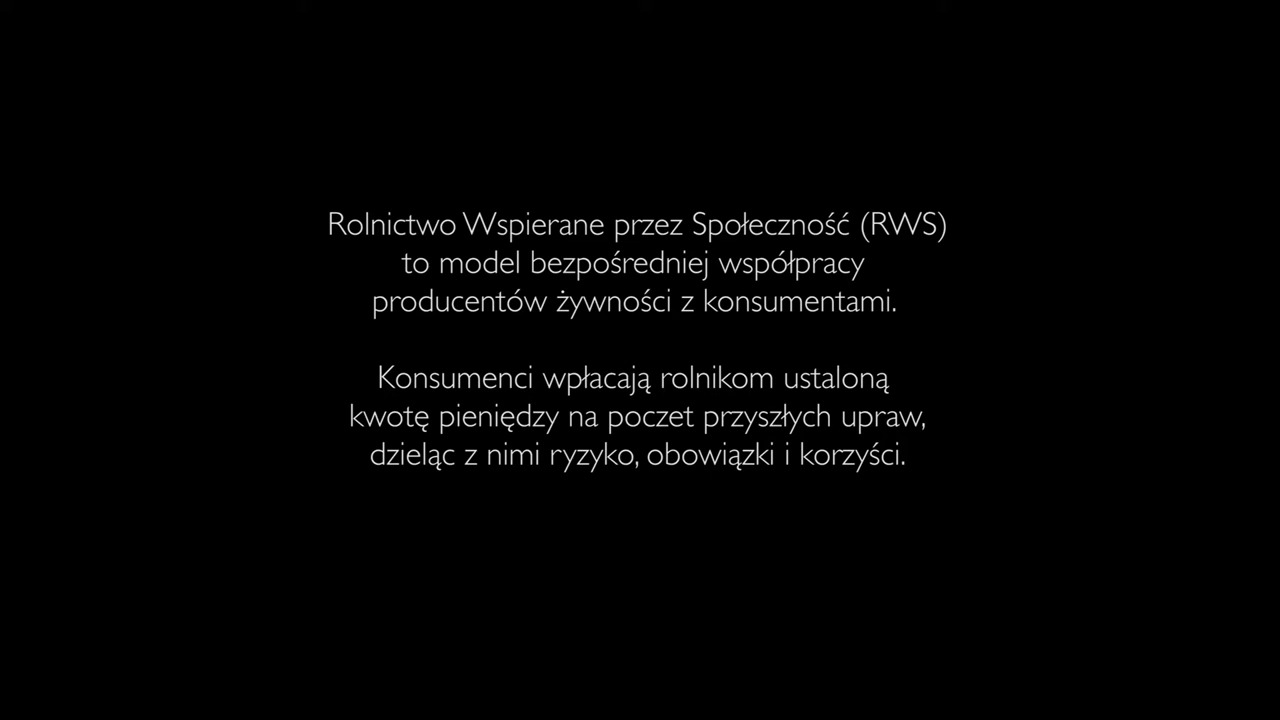 Rolnictwo Wspierane przez Społeczność (RWS)
to model bezpośredniej współpracy
producentów żywności z konsumentami.
Konsumenci wpłacają rolnikom ustaloną
kwotę pieniędzy na poczet przyszłych upraw,
dzieląc z nimi ryzyko, obowiązki i korzyści.